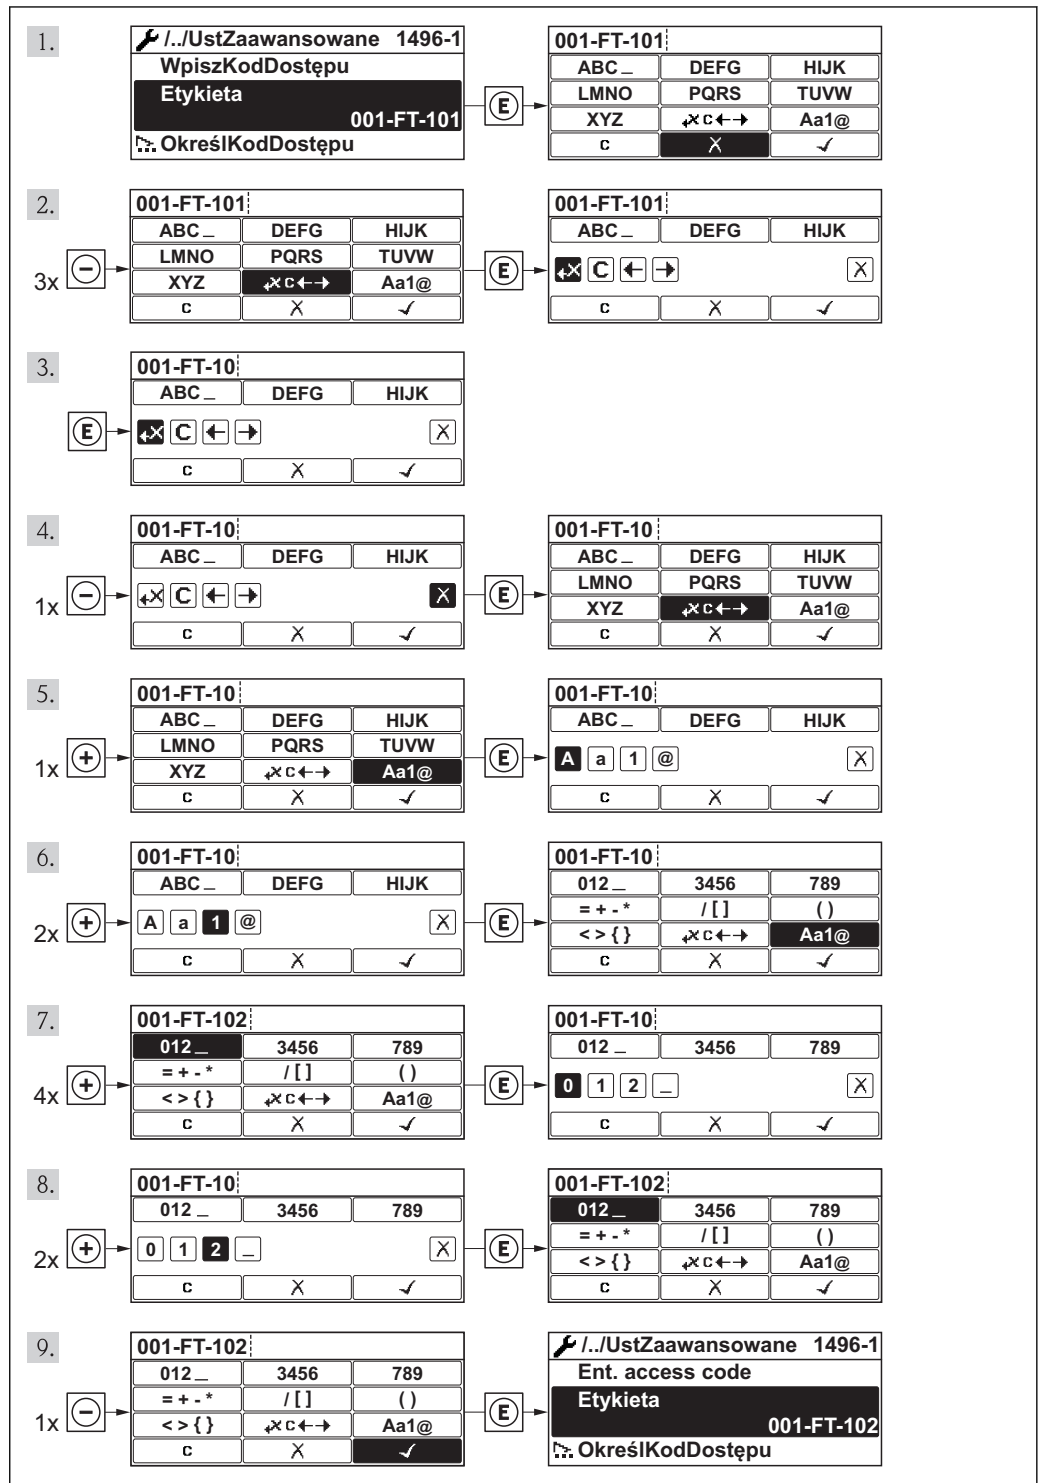 1.
/../UstZaawansowane 1496-1
WpiszKodDostępu
Etykieta
001-FT-101
OkreślKodDostępu
E
001-FT-101
ABC_ DEFG HIJK
LMNO PQRS TUVW
XYZ C←→ Aa1@
C X ✓
2.
3x −
001-FT-101
ABC_ DEFG HIJK
LMNO PQRS TUVW
XYZ C←→ Aa1@
C X ✓
E
001-FT-101
ABC_ DEFG HIJK
C ← → X
C X ✓
3.
E
001-FT-10
ABC_ DEFG HIJK
C ← → X
C X ✓
4.
1x −
001-FT-10
ABC_ DEFG HIJK
C ← → X
C X ✓
E
001-FT-10
ABC_ DEFG HIJK
LMNO PQRS TUVW
XYZ C←→ Aa1@
C X ✓
5.
1x +
001-FT-10
ABC_ DEFG HIJK
LMNO PQRS TUVW
XYZ C←→ Aa1@
C X ✓
E
001-FT-10
ABC_ DEFG HIJK
A a 1 @ X
C X ✓
6.
2x +
001-FT-10
ABC_ DEFG HIJK
A a 1 @ X
C X ✓
E
001-FT-10
012_ 3456 789
= + - * / [ ] ( )
< > { } C←→ Aa1@
C X ✓
7.
4x +
001-FT-102
012_ 3456 789
= + - * / [ ] ( )
< > { } C←→ Aa1@
C X ✓
E
001-FT-10
012_ 3456 789
0 1 2 _ X
C X ✓
8.
2x +
001-FT-10
012_ 3456 789
0 1 2 _ X
C X ✓
E
001-FT-102
012_ 3456 789
= + - * / [ ] ( )
< > { } C←→ Aa1@
C X ✓
9.
1x −
001-FT-102
012_ 3456 789
= + - * / [ ] ( )
< > { } C←→ Aa1@
C X ✓
E
/../UstZaawansowane 1496-1
Ent. access code
Etykieta
001-FT-102
OkreślKodDostępu